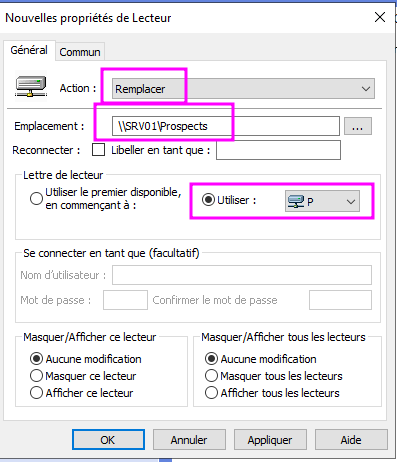 Nouvelles propriétés de Lecteur
Général Commun
Action : Remplacer
Emplacement : \\SRV01\Prospects ...
Reconnecter : Libeller en tant que :
Lettre de lecteur
Utiliser le premier disponible,
en commençant à :
Utiliser : P
Se connecter en tant que (facultatif)
Nom d'utilisateur :
Mot de passe : Confirmer le mot de passe
Masquer/Afficher ce lecteur
Aucune modification
Masquer ce lecteur
Afficher ce lecteur
Masquer/Afficher tous les lecteurs
Aucune modification
Masquer tous les lecteurs
Afficher tous les lecteurs
OK Annuler Appliquer Aide